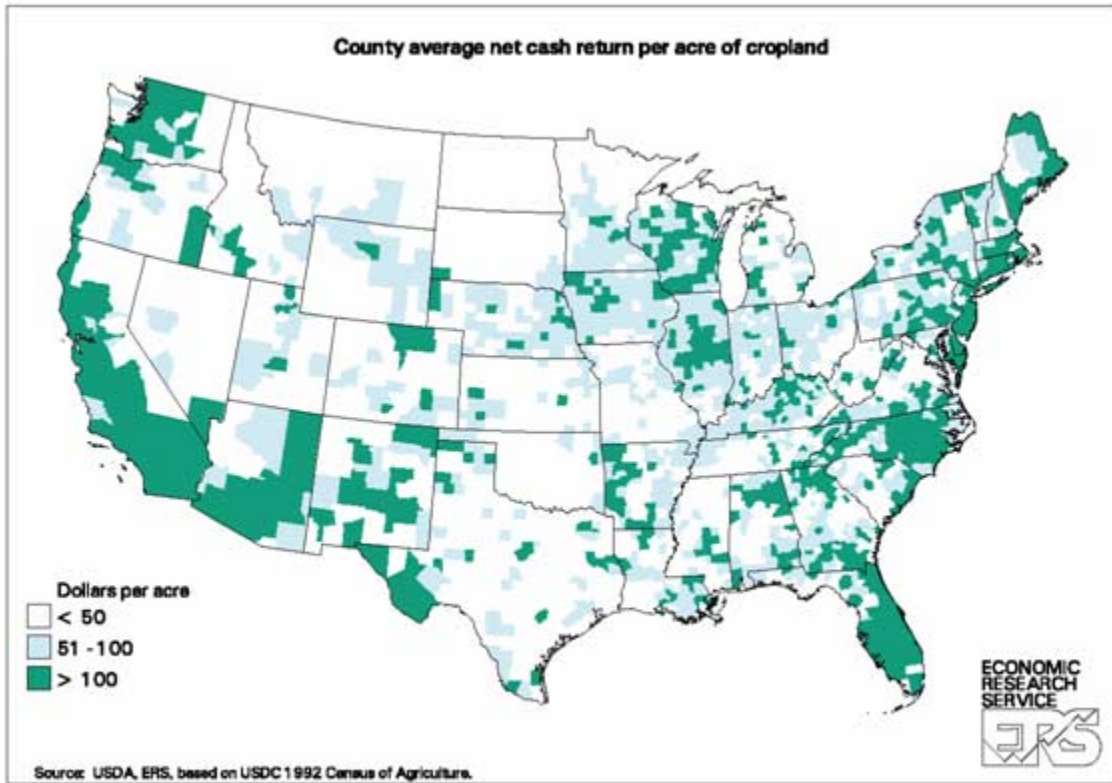 County average net cash return per acre of cropland
Dollars per acre
< 50
51 -100
> 100
ECONOMIC
RESEARCH
SERVICE
ERS
Source: USDA, ERS, based on USDC 1992 Census of Agriculture.